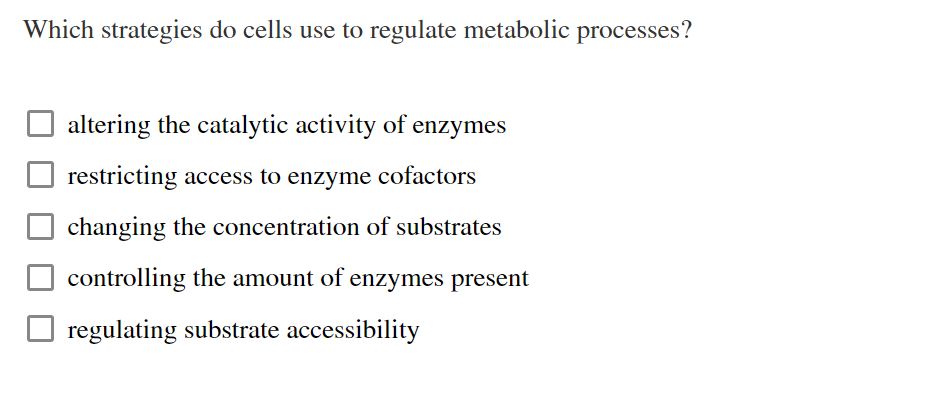 Which strategies do cells use to regulate metabolic processes?
altering the catalytic activity of enzymes
restricting access to enzyme cofactors
changing the concentration of substrates
controlling the amount of enzymes present
regulating substrate accessibility